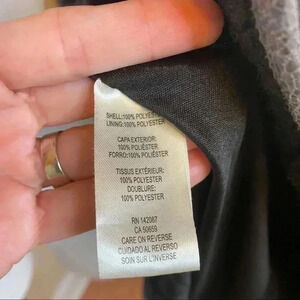 SHELL:100% POLYESTER
LINING:100% POLYESTER
CAPA EXTERIOR:
100% POLIÉSTER
FORRO:100% POLIÉSTER
TISSUS EXTÉRIEUR:
100% POLYESTER
DOUBLURE:
100% POLYESTER
RN 142087
CA 50659
CARE ON REVERSE
CUIDADO AL REVERSO
SOIN SUR L'INVERSE